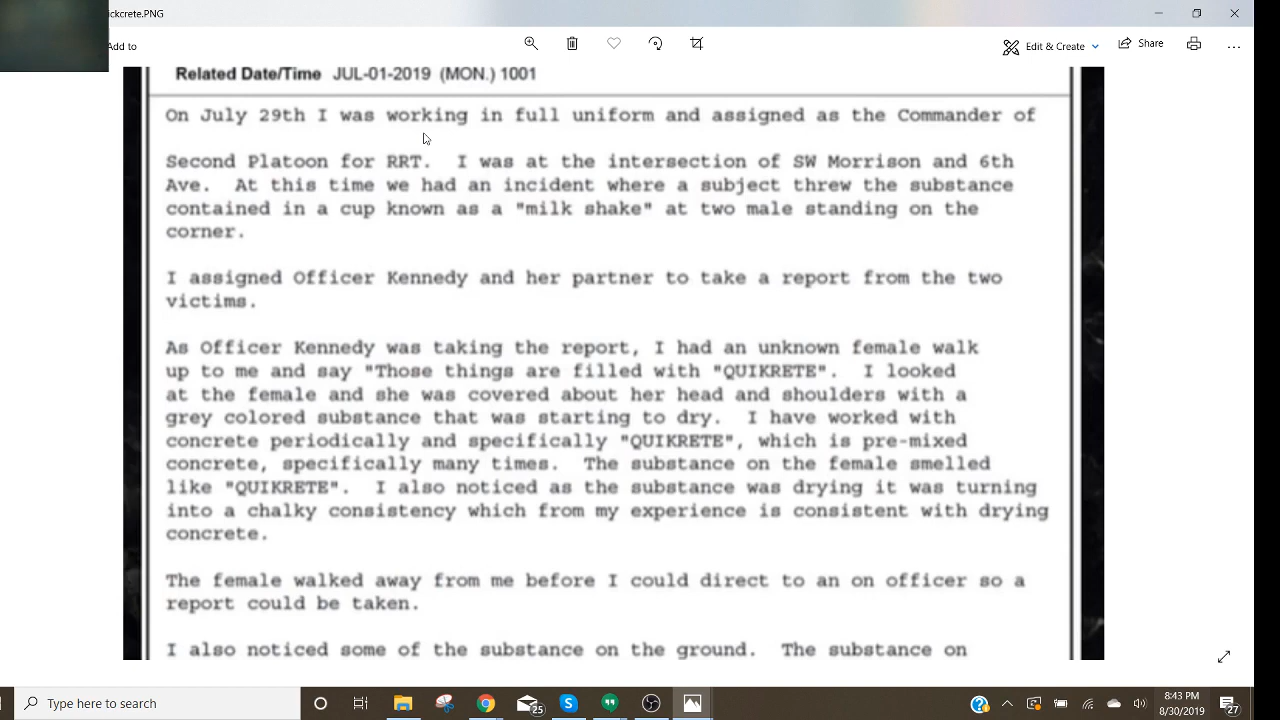 ickcrete.PNG
dd to
Edit & Create
Share
Related Date/Time JUL-01-2019 (MON.) 1001
On July 29th I was working in full uniform and assigned as the Commander of
Second Platoon for RRT. I was at the intersection of SW Morrison and 6th
Ave. At this time we had an incident where a subject threw the substance
contained in a cup known as a "milk shake" at two male standing on the
corner.
I assigned Officer Kennedy and her partner to take a report from the two
victims.
As Officer Kennedy was taking the report, I had an unknown female walk
up to me and say "Those things are filled with "QUIKRETE". I looked
at the female and she was covered about her head and shoulders with a
grey colored substance that was starting to dry. I have worked with
concrete periodically and specifically "QUIKRETE", which is pre-mixed
concrete, specifically many times. The substance on the female smelled
like "QUIKRETE". I also noticed as the substance was drying it was turning
into a chalky consistency which from my experience is consistent with drying
concrete.
The female walked away from me before I could direct to an on officer so a
report could be taken.
I also noticed some of the substance on the ground. The substance on
Type here to search
25
8:43 PM
8/30/2019
27